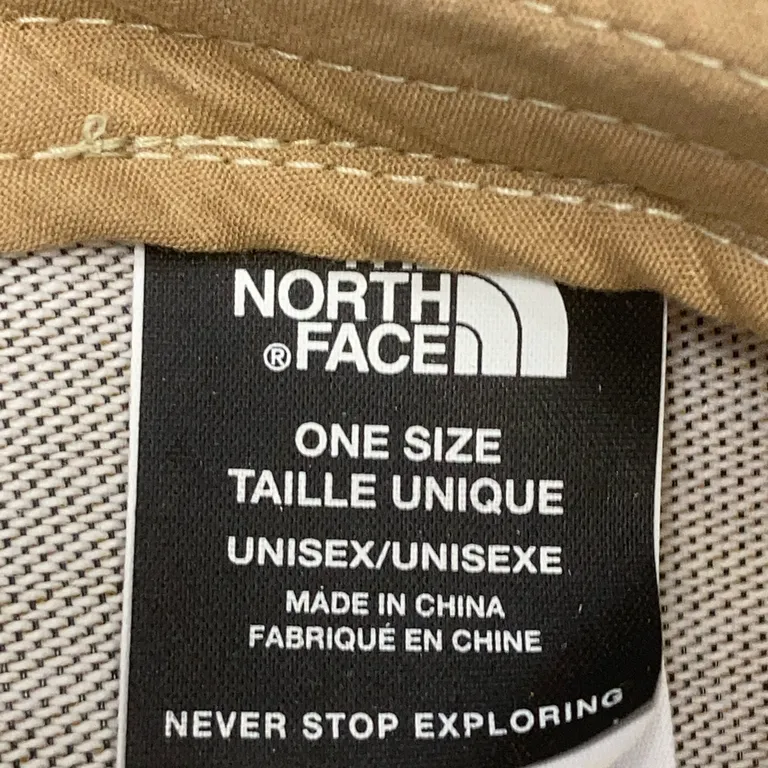 NORTH
®FACE
ONE SIZE
TAILLE UNIQUE
UNISEX/UNISEXE
MADE IN CHINA
FABRIQUÉ EN CHINE
NEVER STOP EXPLORING